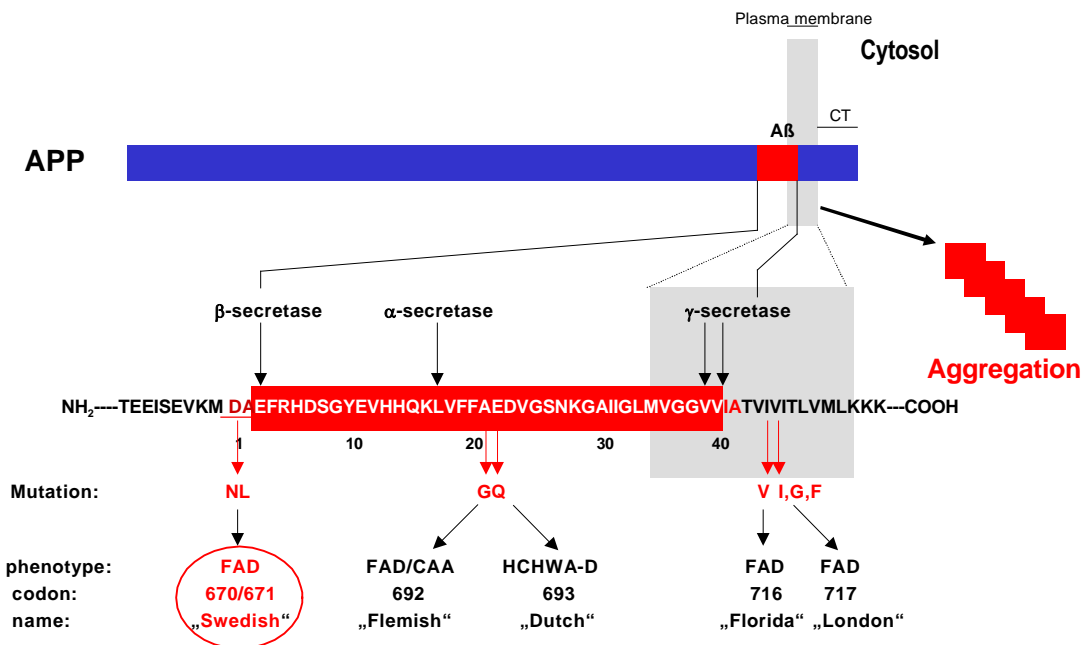 Plasma membrane
Cytosol
CT
Aß
APP
β-secretase α-secretase γ-secretase
Aggregation
NH2----TEEISEVKM DAEFRHDSGYEVHHQKLVFFAEDVGSNKGAIIGLMVGGVVIATVIVITLVMLKKK---COOH
1 10 20 30 40
Mutation: NL GQ V I,G,F
phenotype: FAD FAD/CAA HCHWA-D FAD FAD
codon: 670/671 692 693 716 717
name: „Swedish“ „Flemish“ „Dutch“ „Florida“ „London“